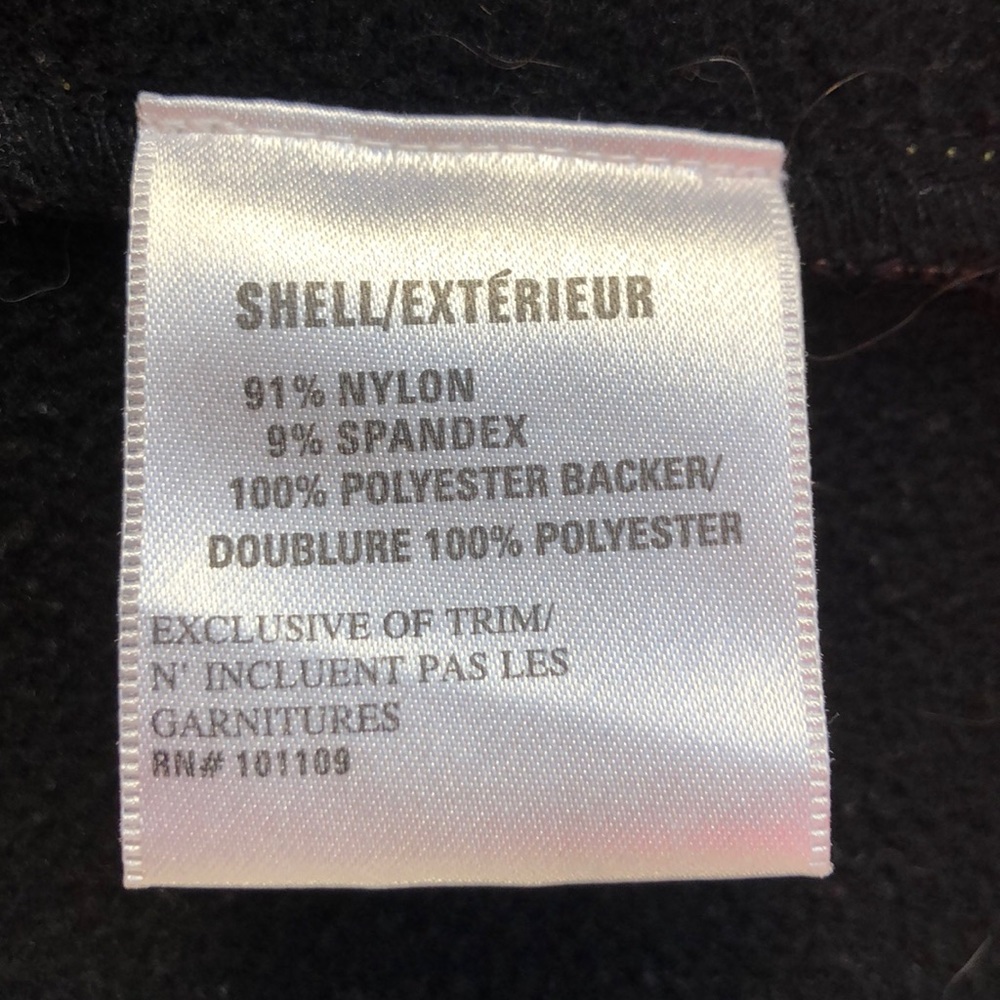 SHELL/EXTÉRIEUR
91% NYLON
9% SPANDEX
100% POLYESTER BACKER/
DOUBLURE 100% POLYESTER
EXCLUSIVE OF TRIM/
N' INCLUENT PAS LES
GARNITURES
RN# 101109